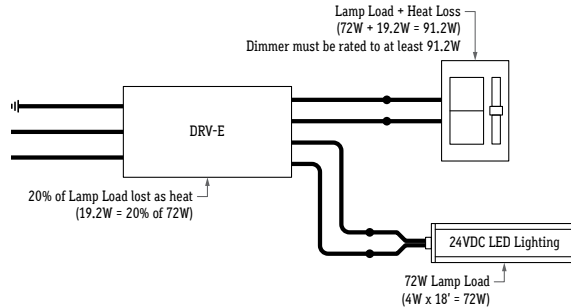 Lamp Load + Heat Loss
(72W + 19.2W = 91.2W)
Dimmer must be rated to at least 91.2W
DRV-E
20% of Lamp Load lost as heat
(19.2W = 20% of 72W)
24VDC LED Lighting
72W Lamp Load
(4W x 18' = 72W)